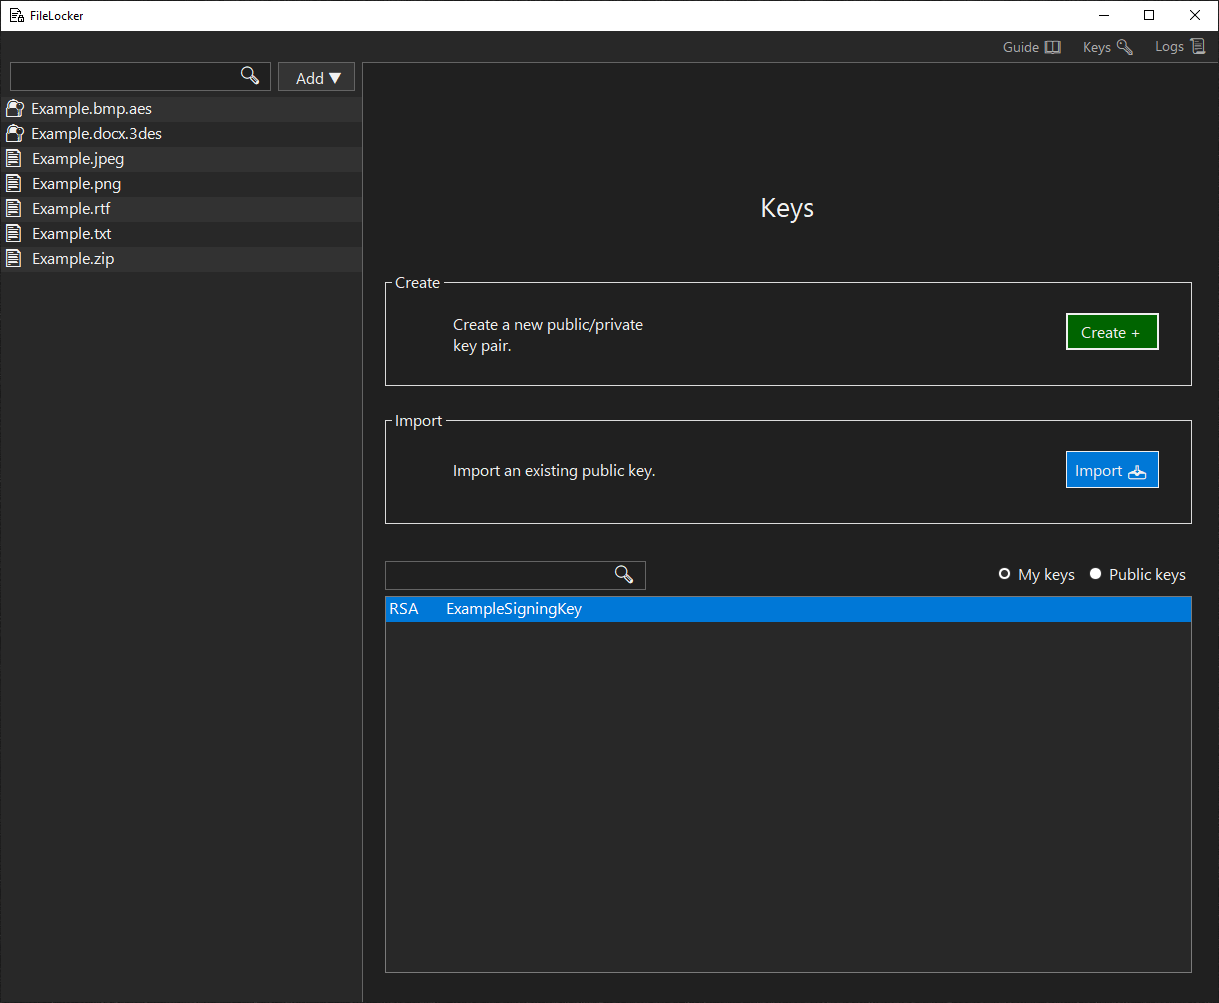 FileLocker
Guide
Keys
Logs
Add ▼
Example.bmp.aes
Example.docx.3des
Example.jpeg
Example.png
Example.rtf
Example.txt
Example.zip
Keys
Create
Create a new public/private
key pair.
Create +
Import
Import an existing public key.
Import
My keys
Public keys
RSA ExampleSigningKey